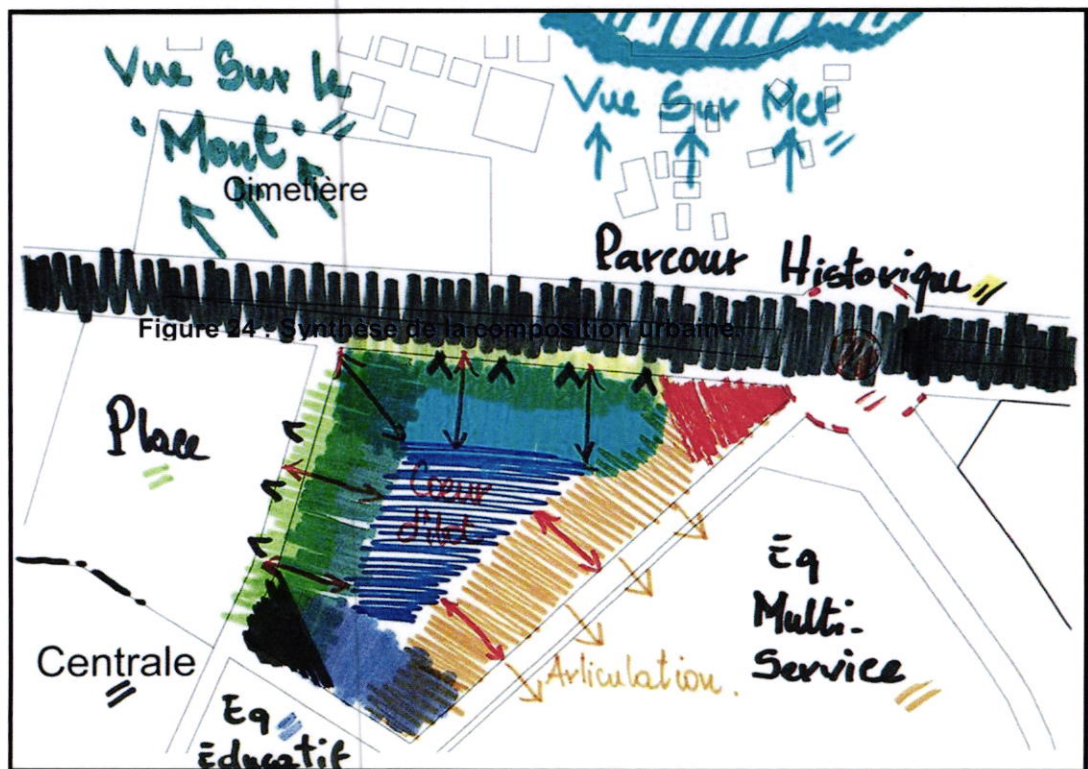 Vue Sur le
"Mont"
Cimetière
Vue Sur Mer
Parcour Historique
Figure 24 : Synthèse de la composition urbaine.
Place
Coeur
d'ilot
Eq
Multi-
Service
Centrale
Articulation.
Eq
Educatif